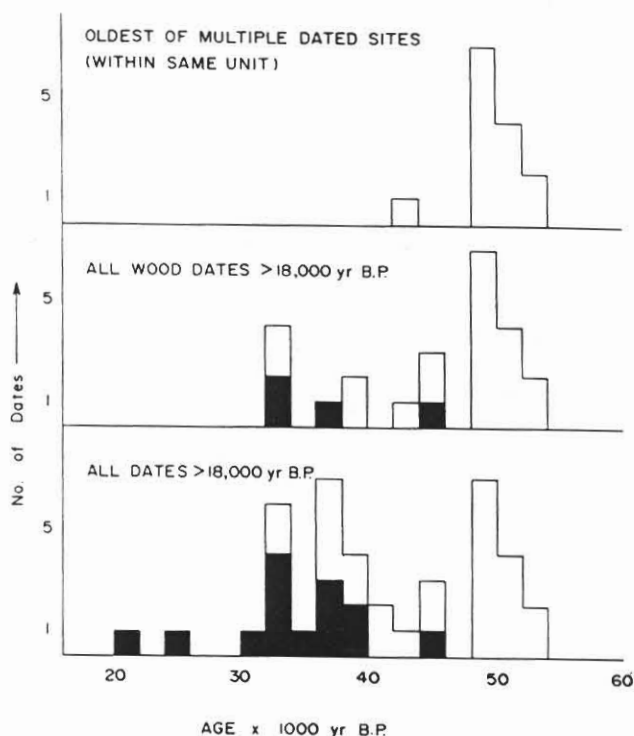 OLDEST OF MULTIPLE DATED SITES
(WITHIN SAME UNIT)
5
1
ALL WOOD DATES >18,000 yr B.P.
5
1
ALL DATES >18,000 yr B.P.
5
1
No. of Dates
20 30 40 50 60
AGE x 1000 yr B.P.